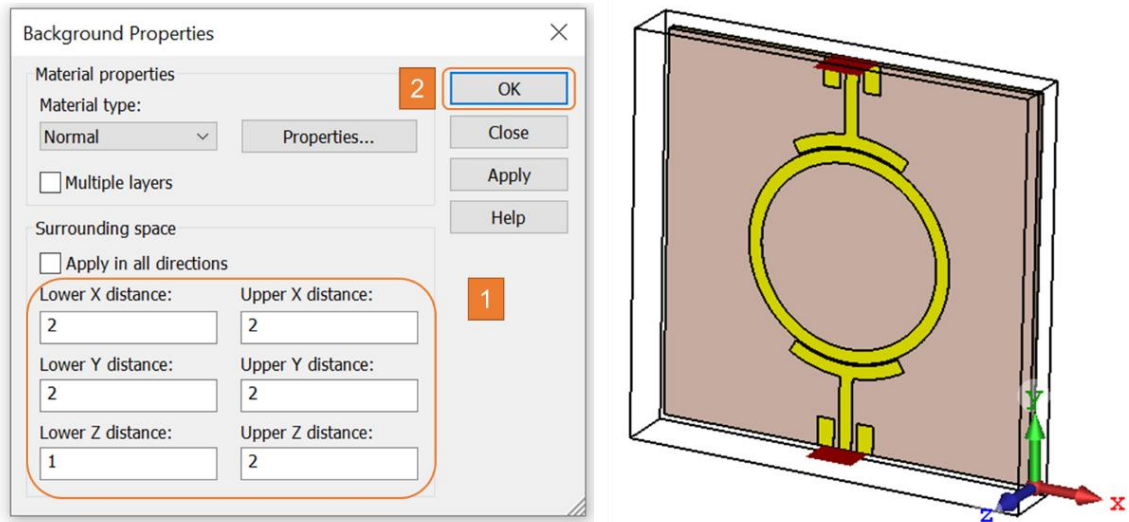 Background Properties
Material properties
Material type:
Normal
Properties...
Multiple layers
2
OK
Close
Apply
Help
Surrounding space
Apply in all directions
1
Lower X distance: Upper X distance:
2 2
Lower Y distance: Upper Y distance:
2 2
Lower Z distance: Upper Z distance:
1 2
y
z
x